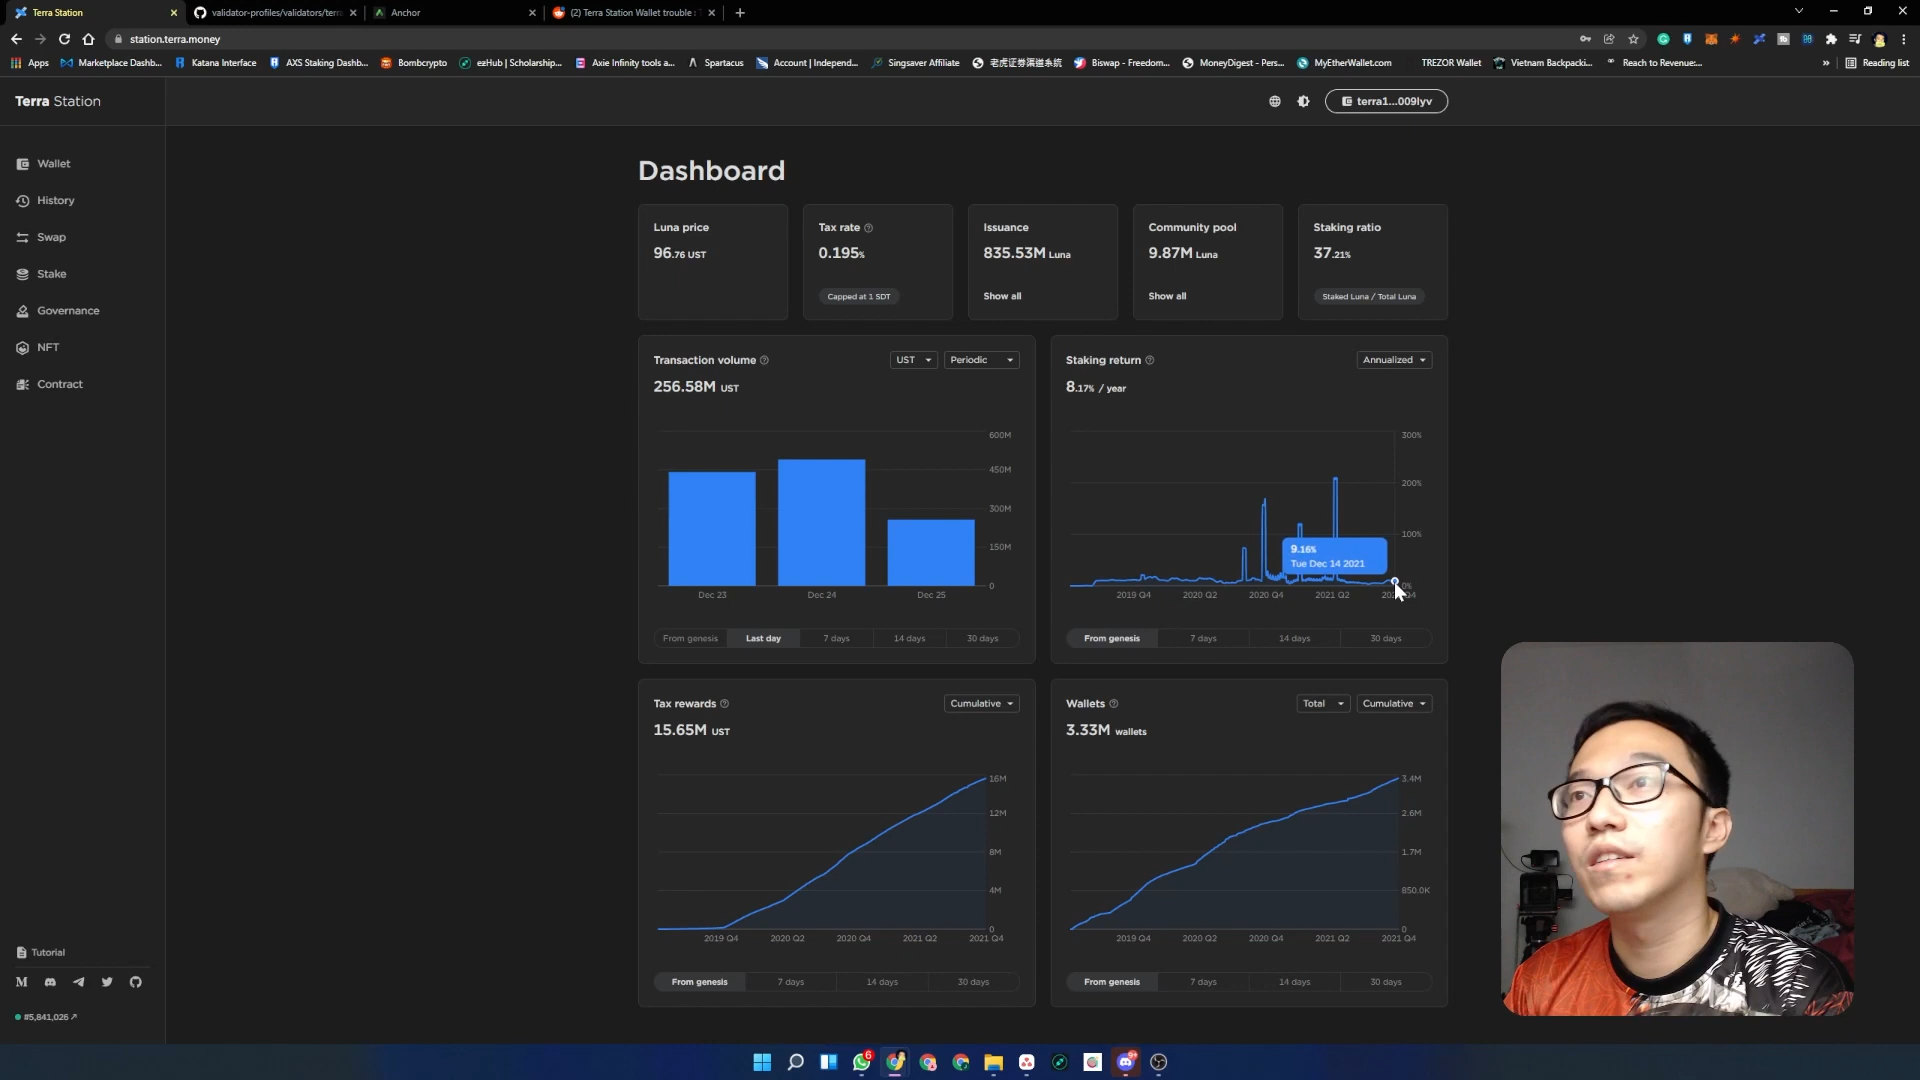 Terra Station
validator-profiles/validators/terr
Anchor
(2) Terra Station Wallet trouble :
station.terra.money
Apps
Marketplace Dashb...
Katana Interface
AXS Staking Dashb...
Bombcrypto
ezHub | Scholarship...
Axie Infinity tools a...
Spartacus
Account | Independ...
Singsaver Affiliate
老虎证券渠道系统
Biswap - Freedom...
MoneyDigest - Pers...
MyEtherWallet.com
TREZOR Wallet
Vietnam Backpacki...
Reach to Revenue:...
»
Reading list
Terra Station
terra1...009lyv
Wallet
History
Swap
Stake
Governance
NFT
Contract
Dashboard
Luna price
96.76 UST
Tax rate
0.195%
Capped at 1 SDT
Issuance
835.53M Luna
Show all
Community pool
9.87M Luna
Show all
Staking ratio
37.21%
Staked Luna / Total Luna
Transaction volume
UST
Periodic
256.58M UST
600M
450M
300M
150M
0
Dec 23
Dec 24
Dec 25
From genesis
Last day
7 days
14 days
30 days
Staking return
Annualized
8.17% / year
300%
200%
100%
0%
9.16%
Tue Dec 14 2021
2019 Q4
2020 Q2
2020 Q4
2021 Q2
From genesis
7 days
14 days
30 days
Tax rewards
Cumulative
15.65M UST
16M
12M
8M
4M
0
2019 Q4
2020 Q2
2020 Q4
2021 Q2
2021 Q4
From genesis
7 days
14 days
30 days
Wallets
Total
Cumulative
3.33M wallets
3.4M
2.6M
1.7M
850.0K
0
2019 Q4
2020 Q2
2020 Q4
2021 Q2
2021 Q4
From genesis
7 days
14 days
30 days
Tutorial
#5,841,026
6